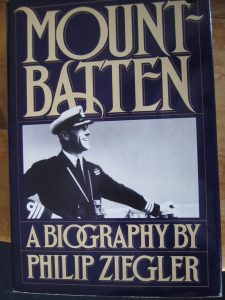 MOUNT-
BATTEN
A BIOGRAPHY BY
PHILIP ZIEGLER